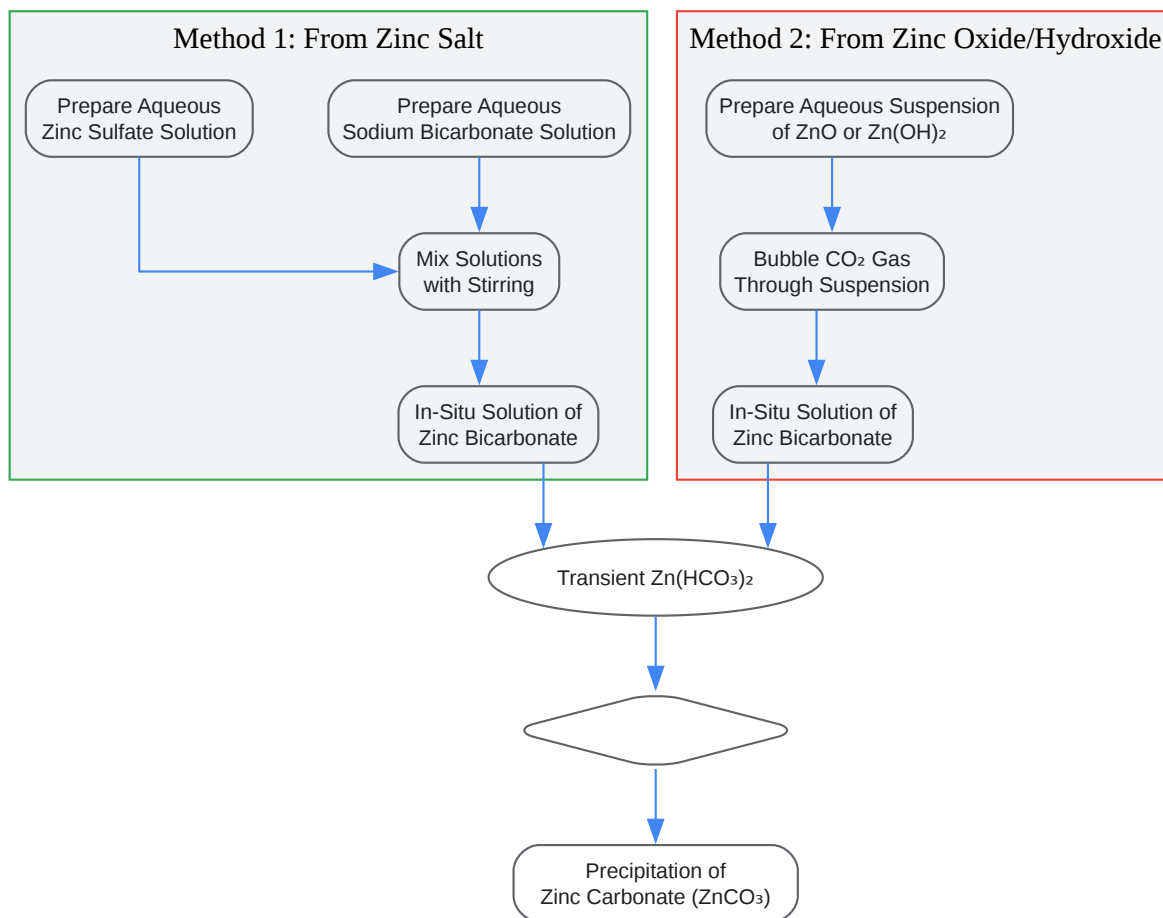 Method 1: From Zinc Salt
Prepare Aqueous
Zinc Sulfate Solution
Prepare Aqueous
Sodium Bicarbonate Solution
Mix Solutions
with Stirring
In-Situ Solution of
Zinc Bicarbonate
Method 2: From Zinc Oxide/Hydroxide
Prepare Aqueous Suspension
of ZnO or Zn(OH)₂
Bubble CO₂ Gas
Through Suspension
In-Situ Solution of
Zinc Bicarbonate
Transient Zn(HCO₃)₂
Precipitation of
Zinc Carbonate (ZnCO₃)